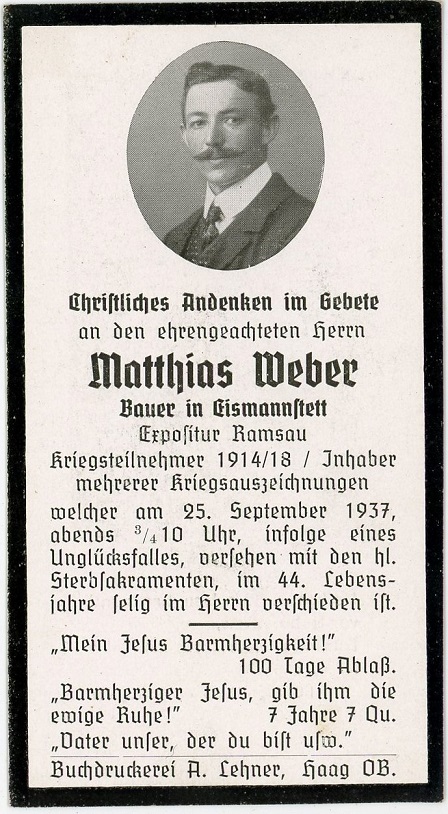 Christliches Andenken im Gebete
an den ehrengeachteten Herrn
Matthias Weber
Bauer in Eismannstett
Expositur Ramsau
Kriegsteilnehmer 1914/18 / Inhaber
mehrerer Kriegsauszeichnungen
welcher am 25. September 1937,
abends 3/4 10 Uhr, infolge eines
Unglücksfalles, versehen mit den hl.
Sterbsakramenten, im 44. Lebens-
jahre selig im Herrn verschieden ist.
„Mein Jesus Barmherzigkeit!"
100 Tage Ablaß.
„Barmherziger Jesus, gib ihm die
ewige Ruhe!" 7 Jahre 7 Qu.
„Vater unser, der du bist usw."
Buchdruckerei A. Lehner, Haag OB.